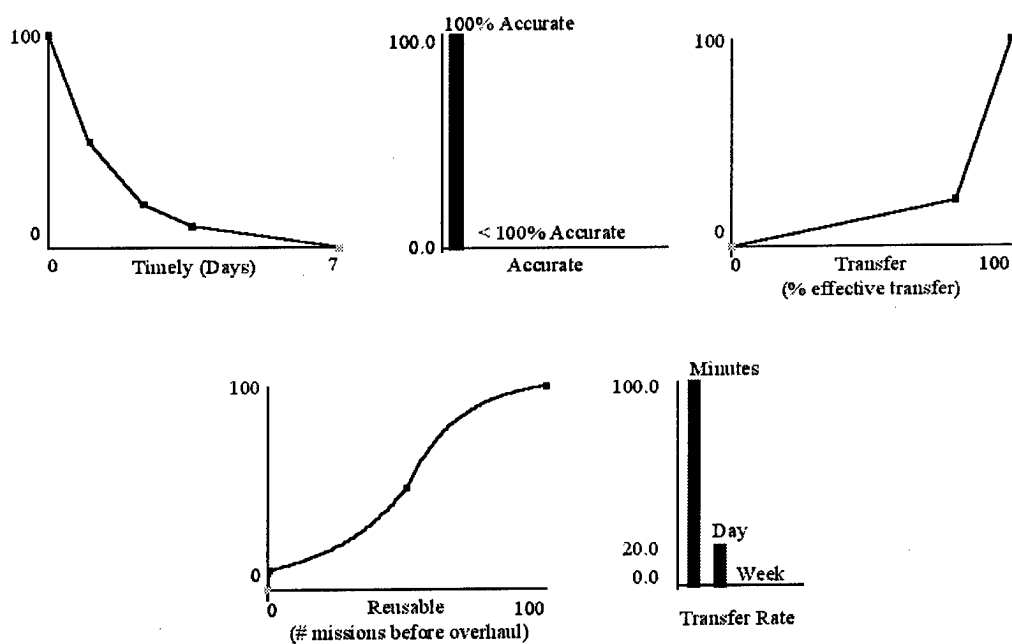 100
0
0
Timely (Days)
7
100% Accurate
100.0
0.0
< 100% Accurate
Accurate
100
0
0
Transfer
100
(% effective transfer)
100
0
0
Reusable
100
(# missions before overhaul)
Minutes
100.0
Day
20.0
0.0
Week
Transfer Rate